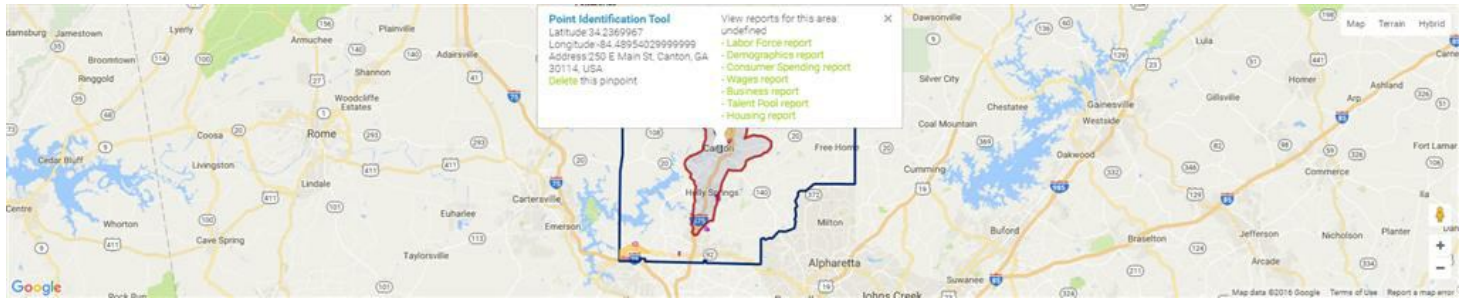 Point Identification Tool
Latitude:34.2369967
Longitude:-84.48954029999999
Address:250 E Main St, Canton, GA
30114, USA
Delete this pinpoint
View reports for this area:
undefined
- Labor Force report
- Demographics report
- Consumer Spending report
- Wages report
- Business report
- Talent Pool report
- Housing report
Map Terrain Hybrid
Jamestown
Lyerly
Plainville
Armuchee
Adairsville
Broomtown
Ringgold
Shannon
Woodcliffe
Estates
Coosa
Rome
Cedar Bluff
Livingston
Lindale
Centre
Whorton
Cave Spring
Euharlee
Taylorsville
Cartersville
Emerson
Canton
Holly Springs
Free Home
Milton
Alpharetta
Johns Creek
Cumming
Coal Mountain
Silver City
Dawsonville
Chestatee
Gainesville
Westside
Oakwood
Buford
Suwanee
Braselton
Lula
Gillsville
Homer
Ashland
Arp
Fort Lamar
Commerce
Ila
Jefferson
Nicholson
Planter
Arcade
Rock Run
Google
Map data ©2016 Google Terms of Use Report a map error